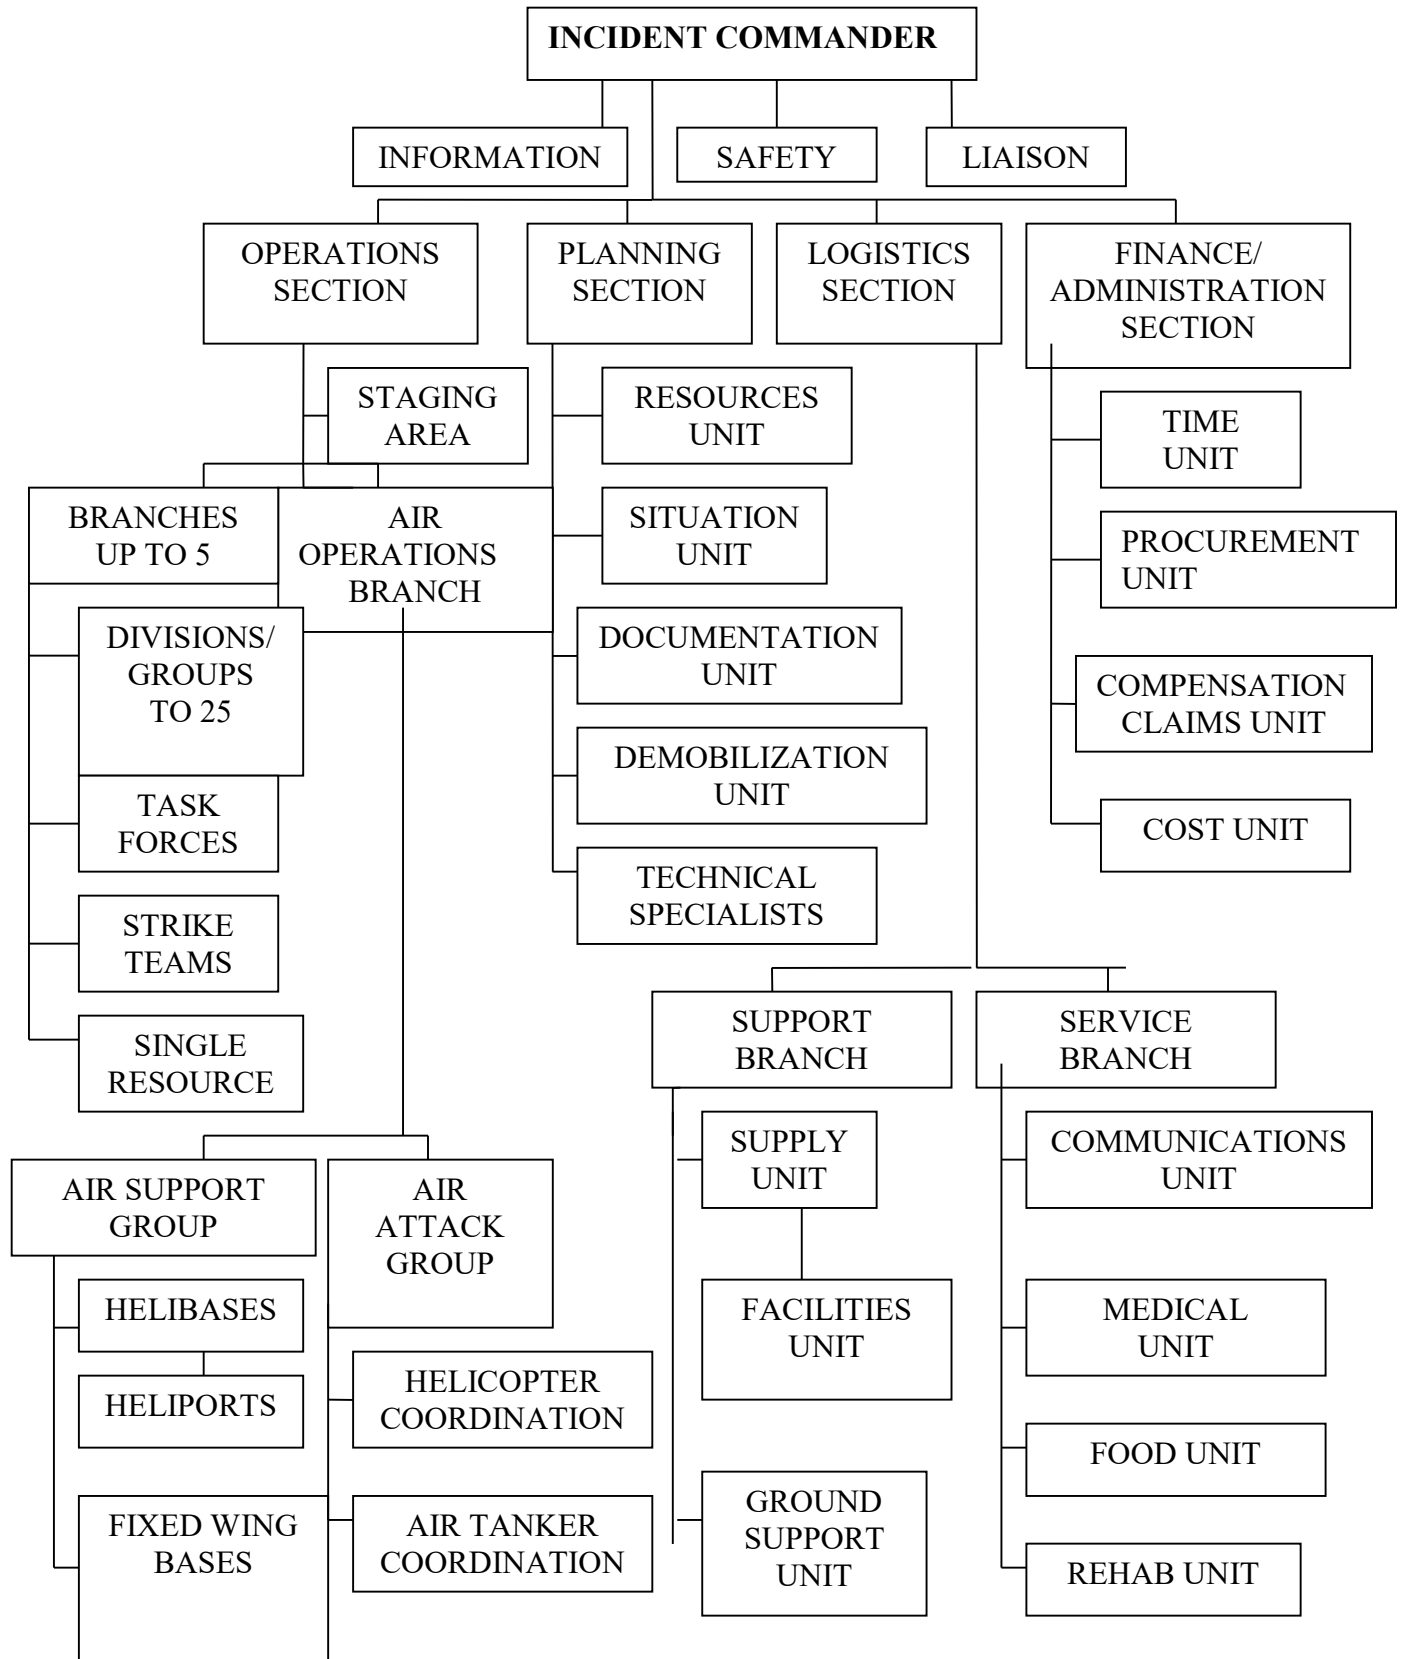 INCIDENT COMMANDER
INFORMATION
SAFETY
LIAISON
OPERATIONS
SECTION
PLANNING
SECTION
LOGISTICS
SECTION
FINANCE/
ADMINISTRATION
SECTION
STAGING
AREA
RESOURCES
UNIT
TIME
UNIT
BRANCHES
UP TO 5
AIR
OPERATIONS
BRANCH
SITUATION
UNIT
PROCUREMENT
UNIT
DIVISIONS/
GROUPS
TO 25
DOCUMENTATION
UNIT
COMPENSATION
CLAIMS UNIT
DEMOBILIZATION
UNIT
TASK
FORCES
COST UNIT
TECHNICAL
SPECIALISTS
STRIKE
TEAMS
SINGLE
RESOURCE
SUPPORT
BRANCH
SERVICE
BRANCH
SUPPLY
UNIT
COMMUNICATIONS
UNIT
AIR SUPPORT
GROUP
AIR
ATTACK
GROUP
HELIBASES
FACILITIES
UNIT
MEDICAL
UNIT
HELIPORTS
HELICOPTER
COORDINATION
FOOD UNIT
FIXED WING
BASES
AIR TANKER
COORDINATION
GROUND
SUPPORT
UNIT
REHAB UNIT